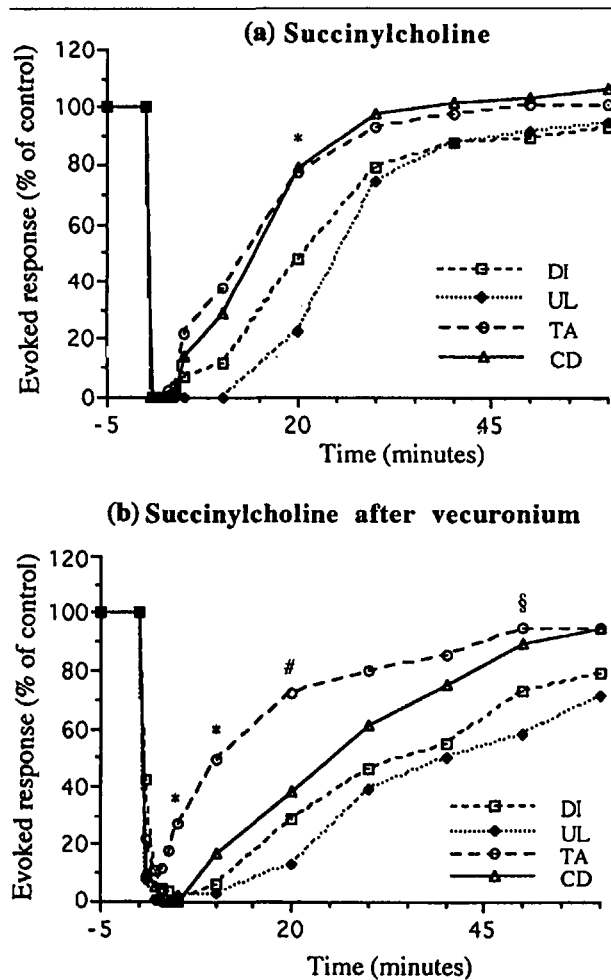 (a) Succinylcholine
Evoked response (% of control)
120
100
80
60
40
20
0
*
DI
UL
TA
CD
-5
20
45
Time (minutes)
(b) Succinylcholine after vecuronium
Evoked response (% of control)
120
100
80
60
40
20
0
*
*
#
§
DI
UL
TA
CD
-5
20
45
Time (minutes)